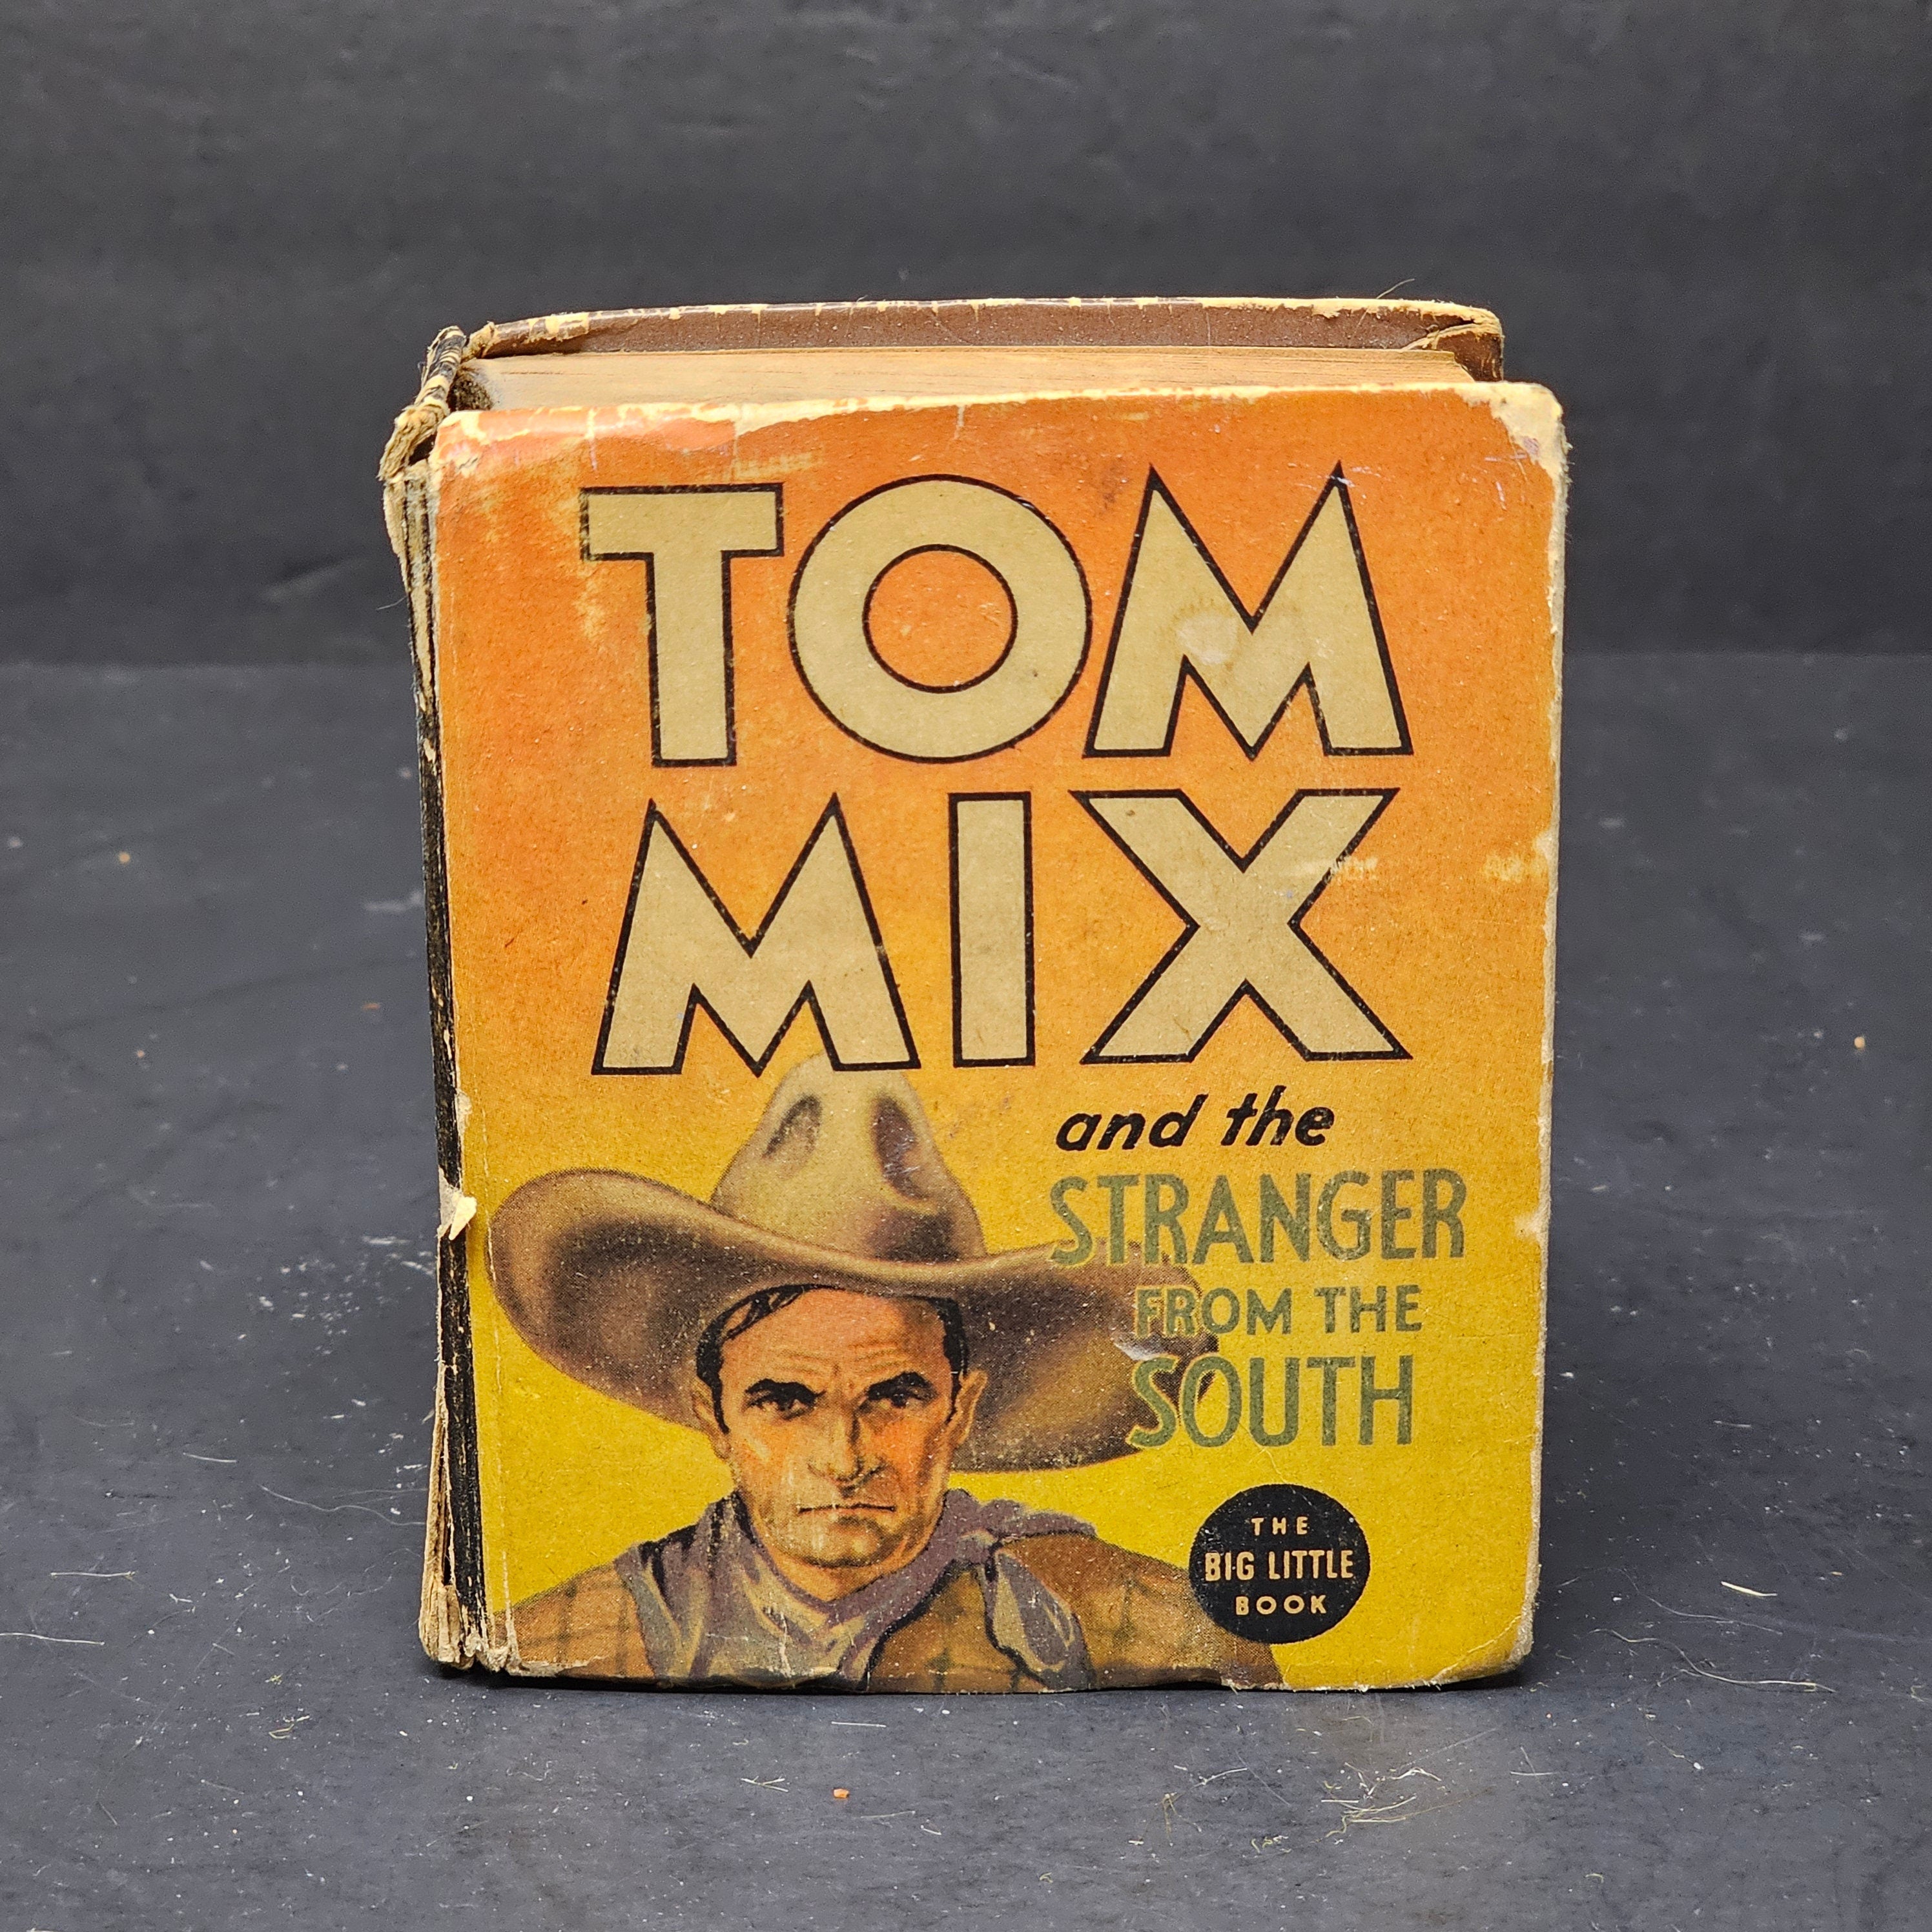 TOM
MIX
and the
STRANGER
FROM THE
SOUTH
THE
BIG LITTLE
BOOK